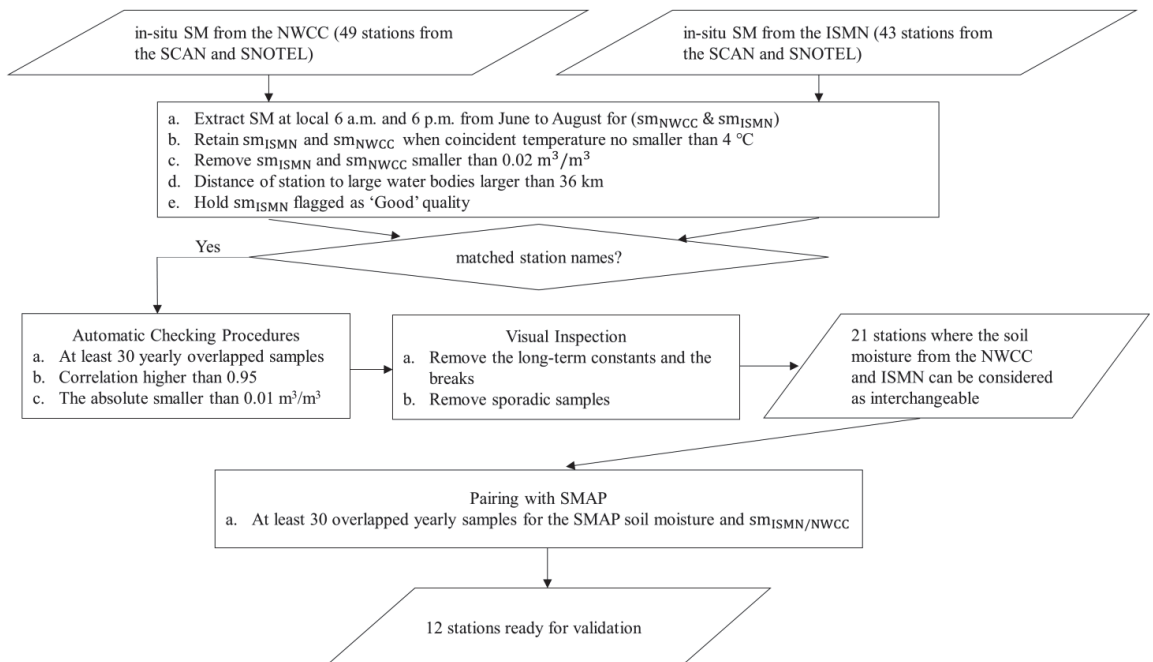 in-situ SM from the NWCC (49 stations from
the SCAN and SNOTEL)
in-situ SM from the ISMN (43 stations from
the SCAN and SNOTEL)
a. Extract SM at local 6 a.m. and 6 p.m. from June to August for (sm_NWCC & sm_ISMN)
b. Retain sm_ISMN and sm_NWCC when coincident temperature no smaller than 4 °C
c. Remove sm_ISMN and sm_NWCC smaller than 0.02 m³/m³
d. Distance of station to large water bodies larger than 36 km
e. Hold sm_ISMN flagged as ‘Good’ quality
matched station names?
Yes
Automatic Checking Procedures
a. At least 30 yearly overlapped samples
b. Correlation higher than 0.95
c. The absolute smaller than 0.01 m³/m³
Visual Inspection
a. Remove the long-term constants and the
breaks
b. Remove sporadic samples
21 stations where the soil
moisture from the NWCC
and ISMN can be considered
as interchangeable
Pairing with SMAP
a. At least 30 overlapped yearly samples for the SMAP soil moisture and sm_ISMN/NWCC
12 stations ready for validation